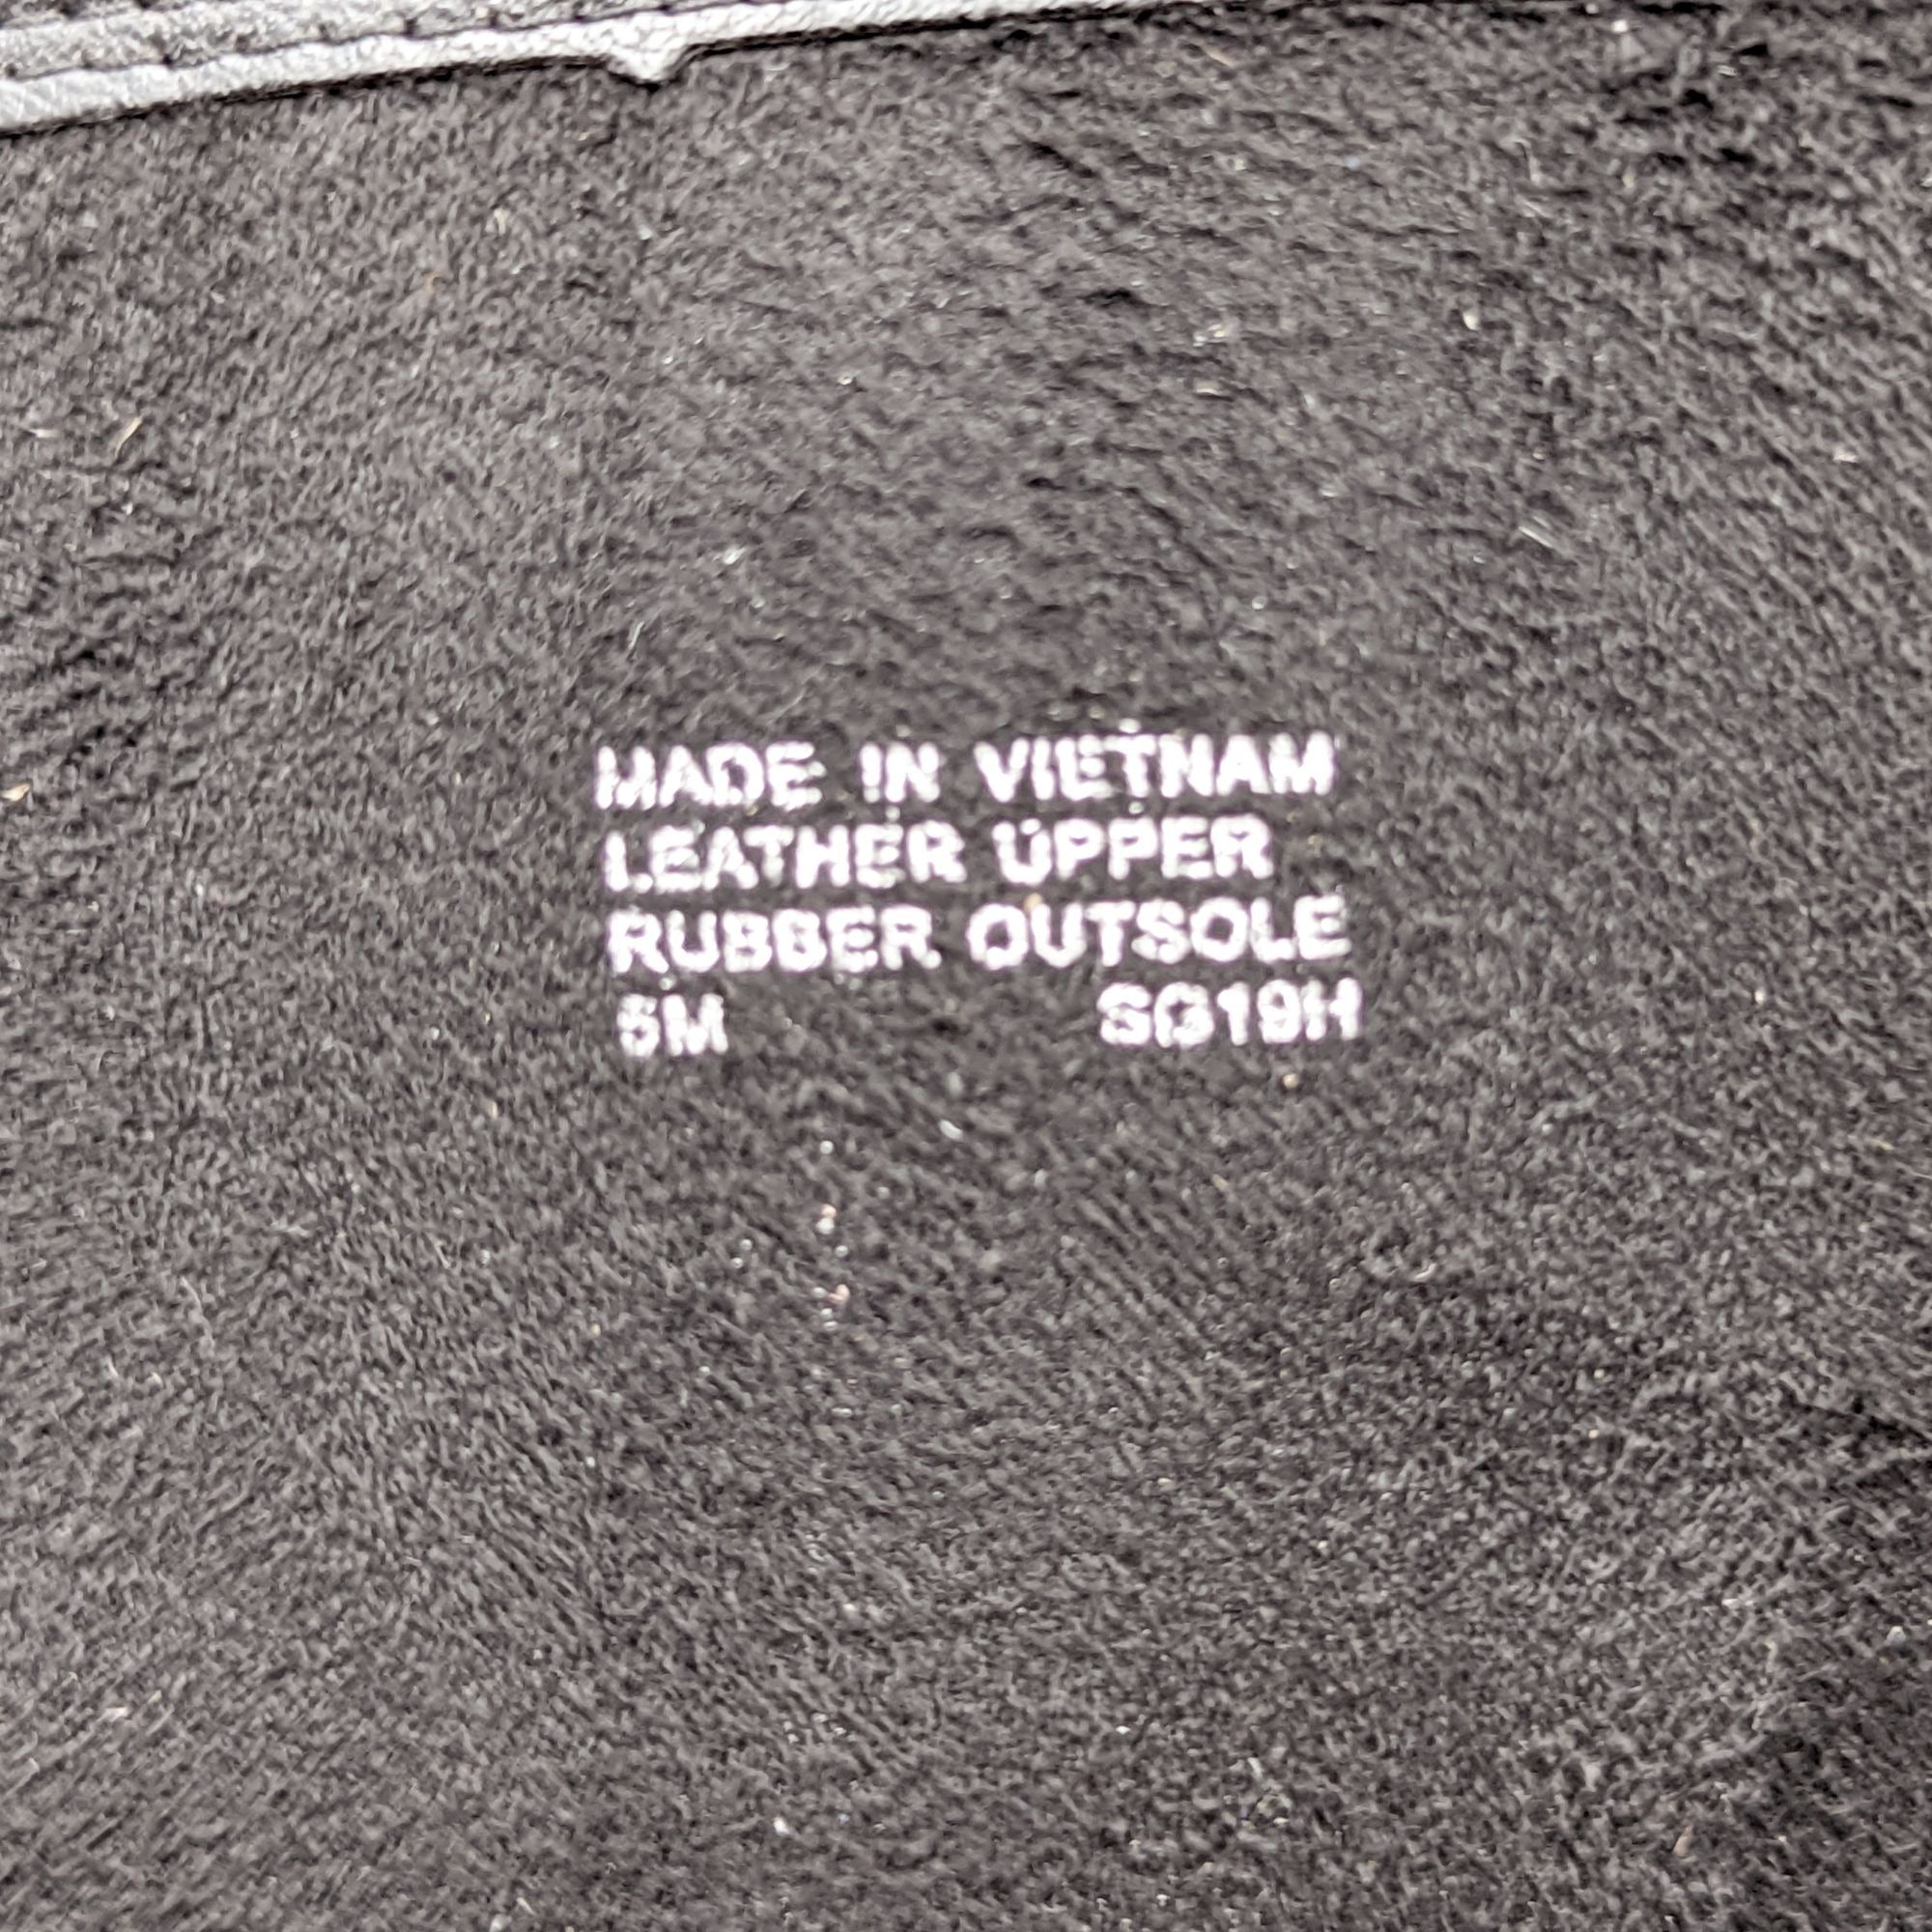 MADE IN VIETNAM
LEATHER UPPER
RUBBER OUTSOLE
5M SG19H